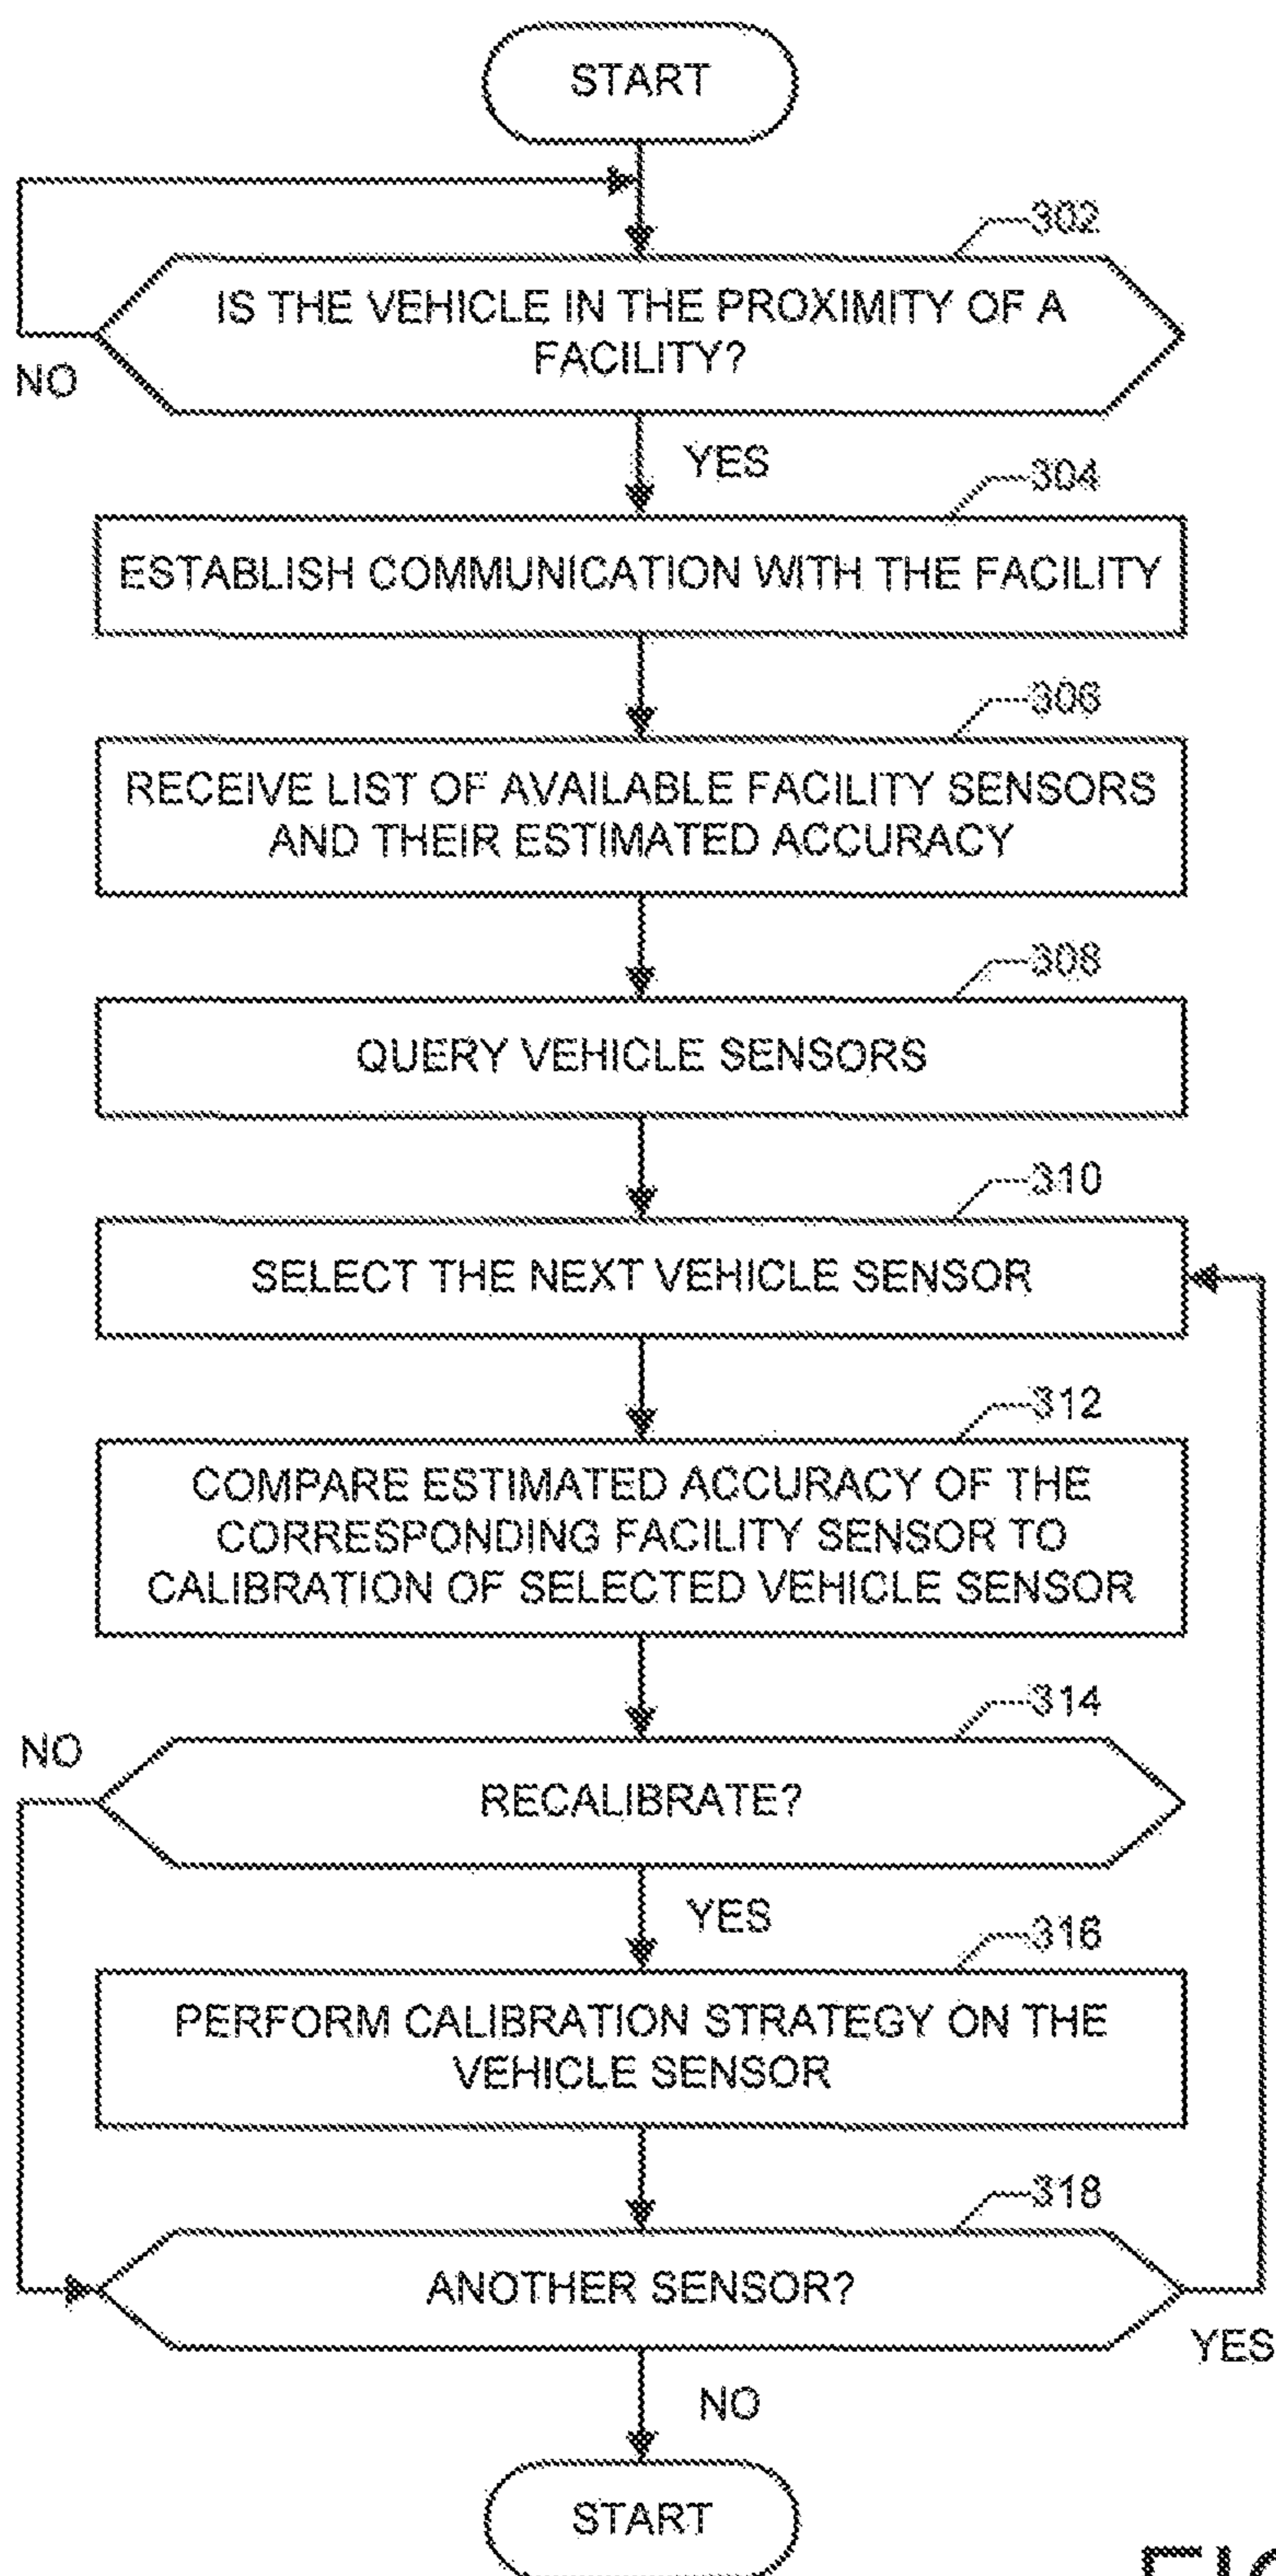 START
302
IS THE VEHICLE IN THE PROXIMITY OF A
FACILITY?
NO
YES
304
ESTABLISH COMMUNICATION WITH THE FACILITY
306
RECEIVE LIST OF AVAILABLE FACILITY SENSORS
AND THEIR ESTIMATED ACCURACY
308
QUERY VEHICLE SENSORS
310
SELECT THE NEXT VEHICLE SENSOR
312
COMPARE ESTIMATED ACCURACY OF THE
CORRESPONDING FACILITY SENSOR TO
CALIBRATION OF SELECTED VEHICLE SENSOR
314
NO
RECALIBRATE?
YES
316
PERFORM CALIBRATION STRATEGY ON THE
VEHICLE SENSOR
318
ANOTHER SENSOR?
YES
NO
START